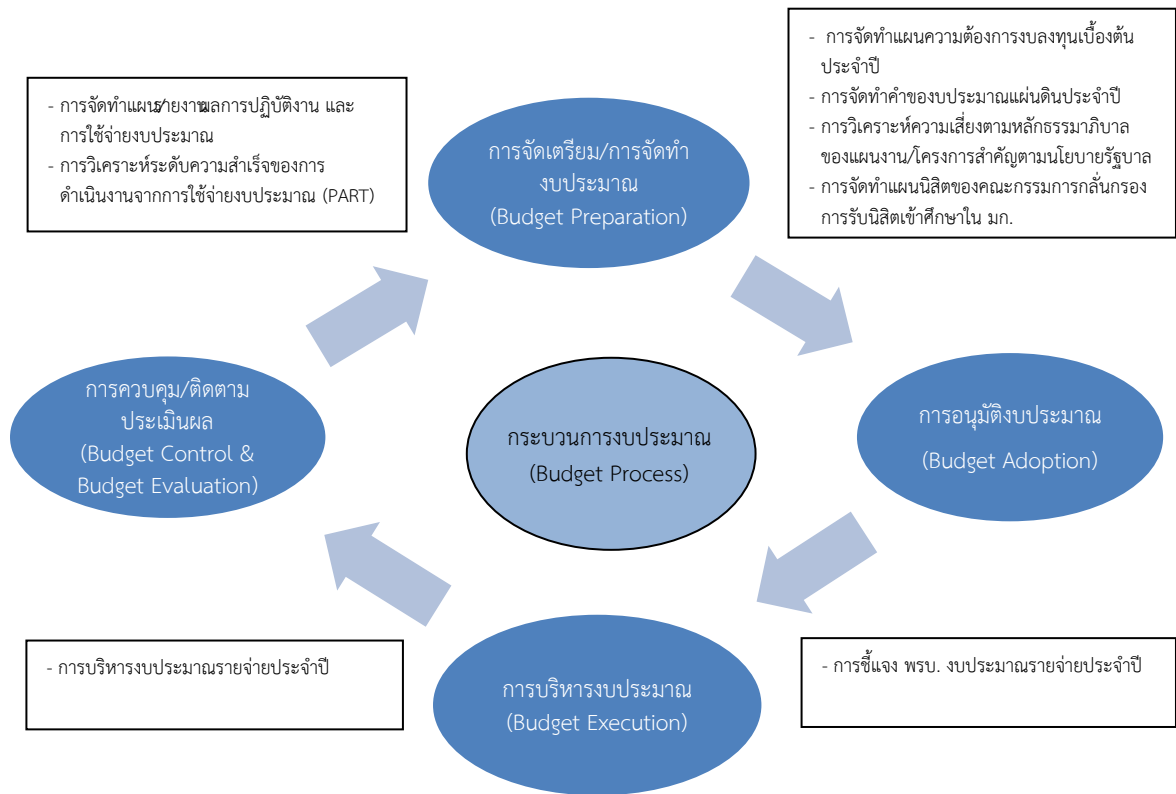 - การจัดทำแผน/รายงานผลการปฏิบัติงาน และ
การใช้จ่ายงบประมาณ
- การวิเคราะห์ระดับความสำเร็จของการ
ดำเนินงานจากการใช้จ่ายงบประมาณ (PART)
การจัดเตรียม/การจัดทำ
งบประมาณ
(Budget Preparation)
- การจัดทำแผนความต้องการงบลงทุนเบื้องต้น
ประจำปี
- การจัดทำคำของบประมาณแผ่นดินประจำปี
- การวิเคราะห์ความเสี่ยงตามหลักธรรมาภิบาล
ของแผนงาน/โครงการสำคัญตามนโยบายรัฐบาล
- การจัดทำแผนนิสิตของคณะกรรมการกลั่นกรอง
การรับนิสิตเข้าศึกษาใน มก.
การควบคุม/ติดตาม
ประเมินผล
(Budget Control &
Budget Evaluation)
กระบวนการงบประมาณ
(Budget Process)
การอนุมัติงบประมาณ
(Budget Adoption)
- การบริหารงบประมาณรายจ่ายประจำปี
การบริหารงบประมาณ
(Budget Execution)
- การชี้แจง พรบ. งบประมาณรายจ่ายประจำปี